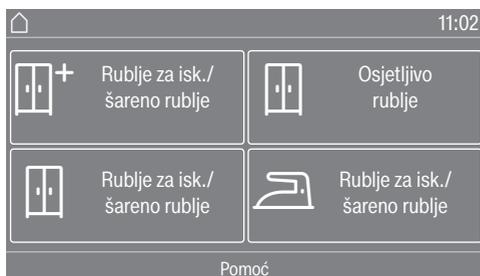 11:02
Rublje za isk./
šareno rublje
Osjetljivo
rublje
Rublje za isk./
šareno rublje
Rublje za isk./
šareno rublje
Pomoć